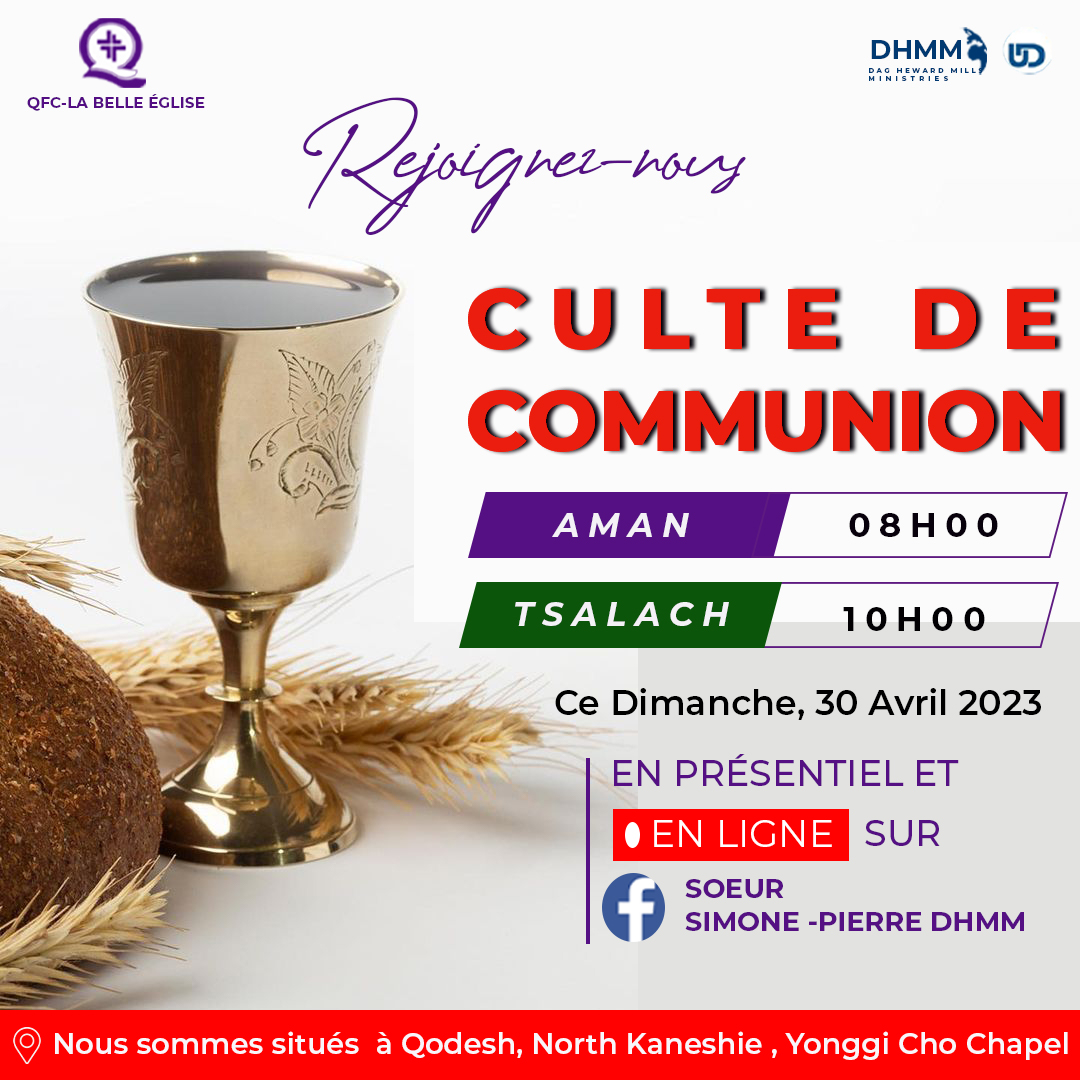 QFC-LA BELLE ÉGLISE
DHMM
DAG HEWARD MILL
MINISTRIES
UD
Rejoignez-nous
CULTE DE
COMMUNION
AMAN 08H00
TSALACH 10H00
Ce Dimanche, 30 Avril 2023
EN PRÉSENTIEL ET
EN LIGNE SUR
SOEUR
SIMONE -PIERRE DHMM
Nous sommes situés à Qodesh, North Kaneshie , Yonggi Cho Chapel